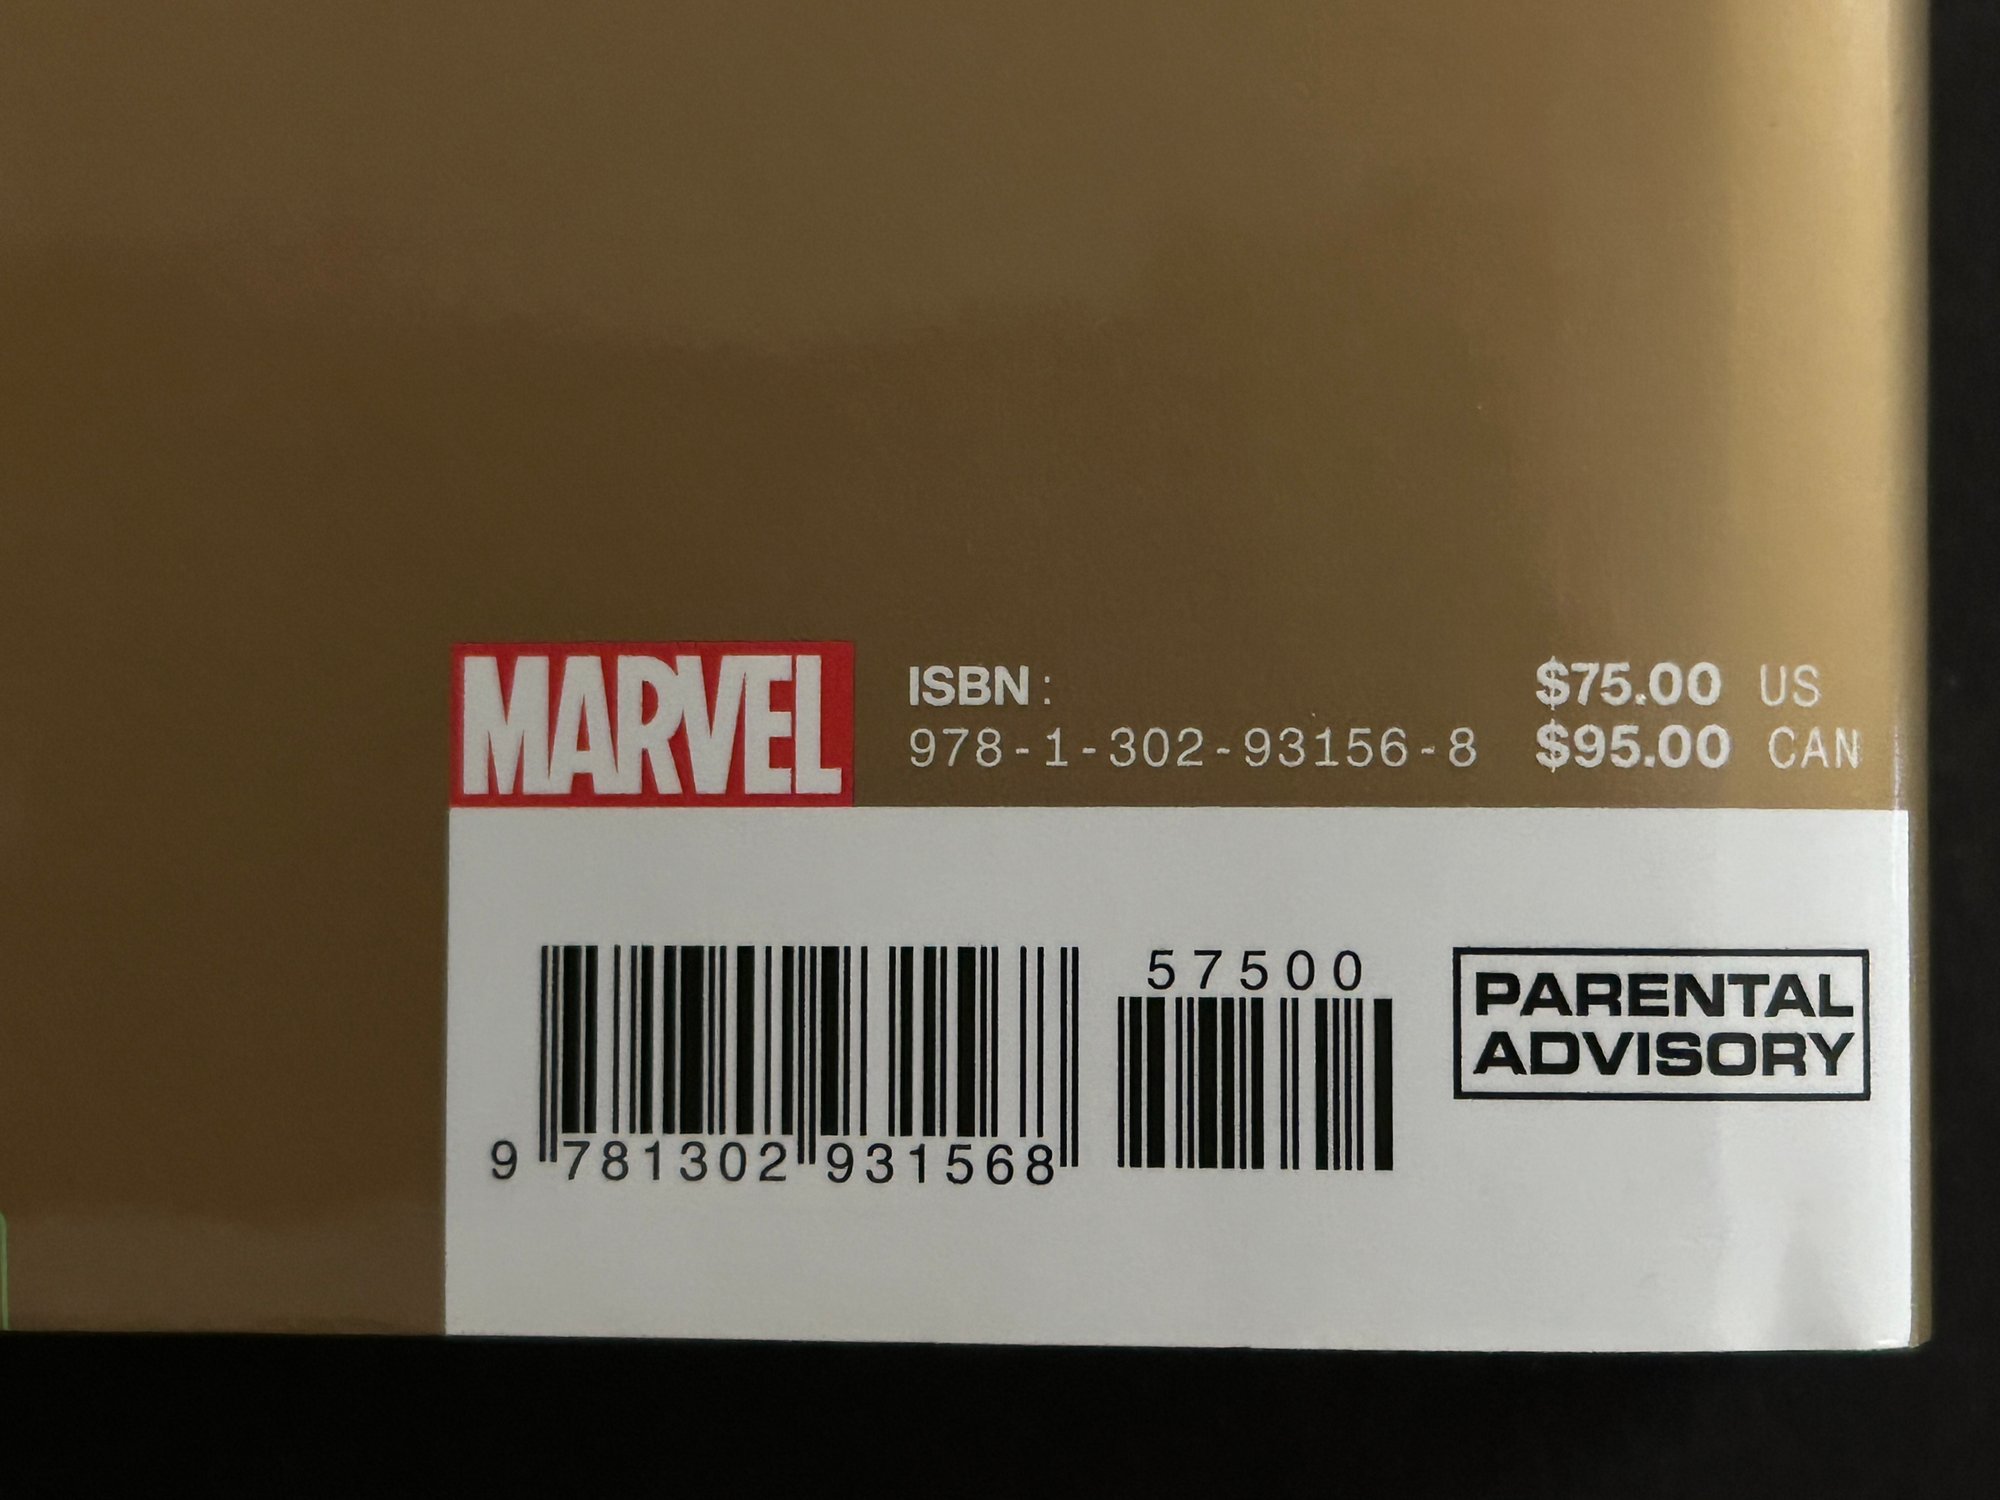 MARVEL
ISBN:
978-1-302-93156-8
$75.00 US
$95.00 CAN
57500
9 781302 931568
PARENTAL
ADVISORY